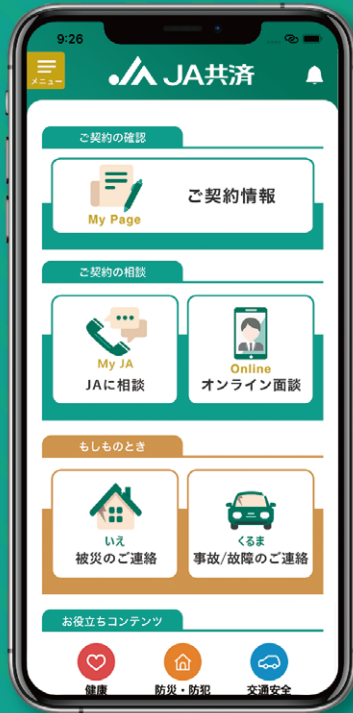 9:26
メニュー
JA共済
ご契約の確認
My Page
ご契約情報
ご契約の相談
My JA
JAに相談
Online
オンライン面談
もしものとき
いえ
被災のご連絡
くるま
事故/故障のご連絡
お役立ちコンテンツ
健康
防災・防犯
交通安全